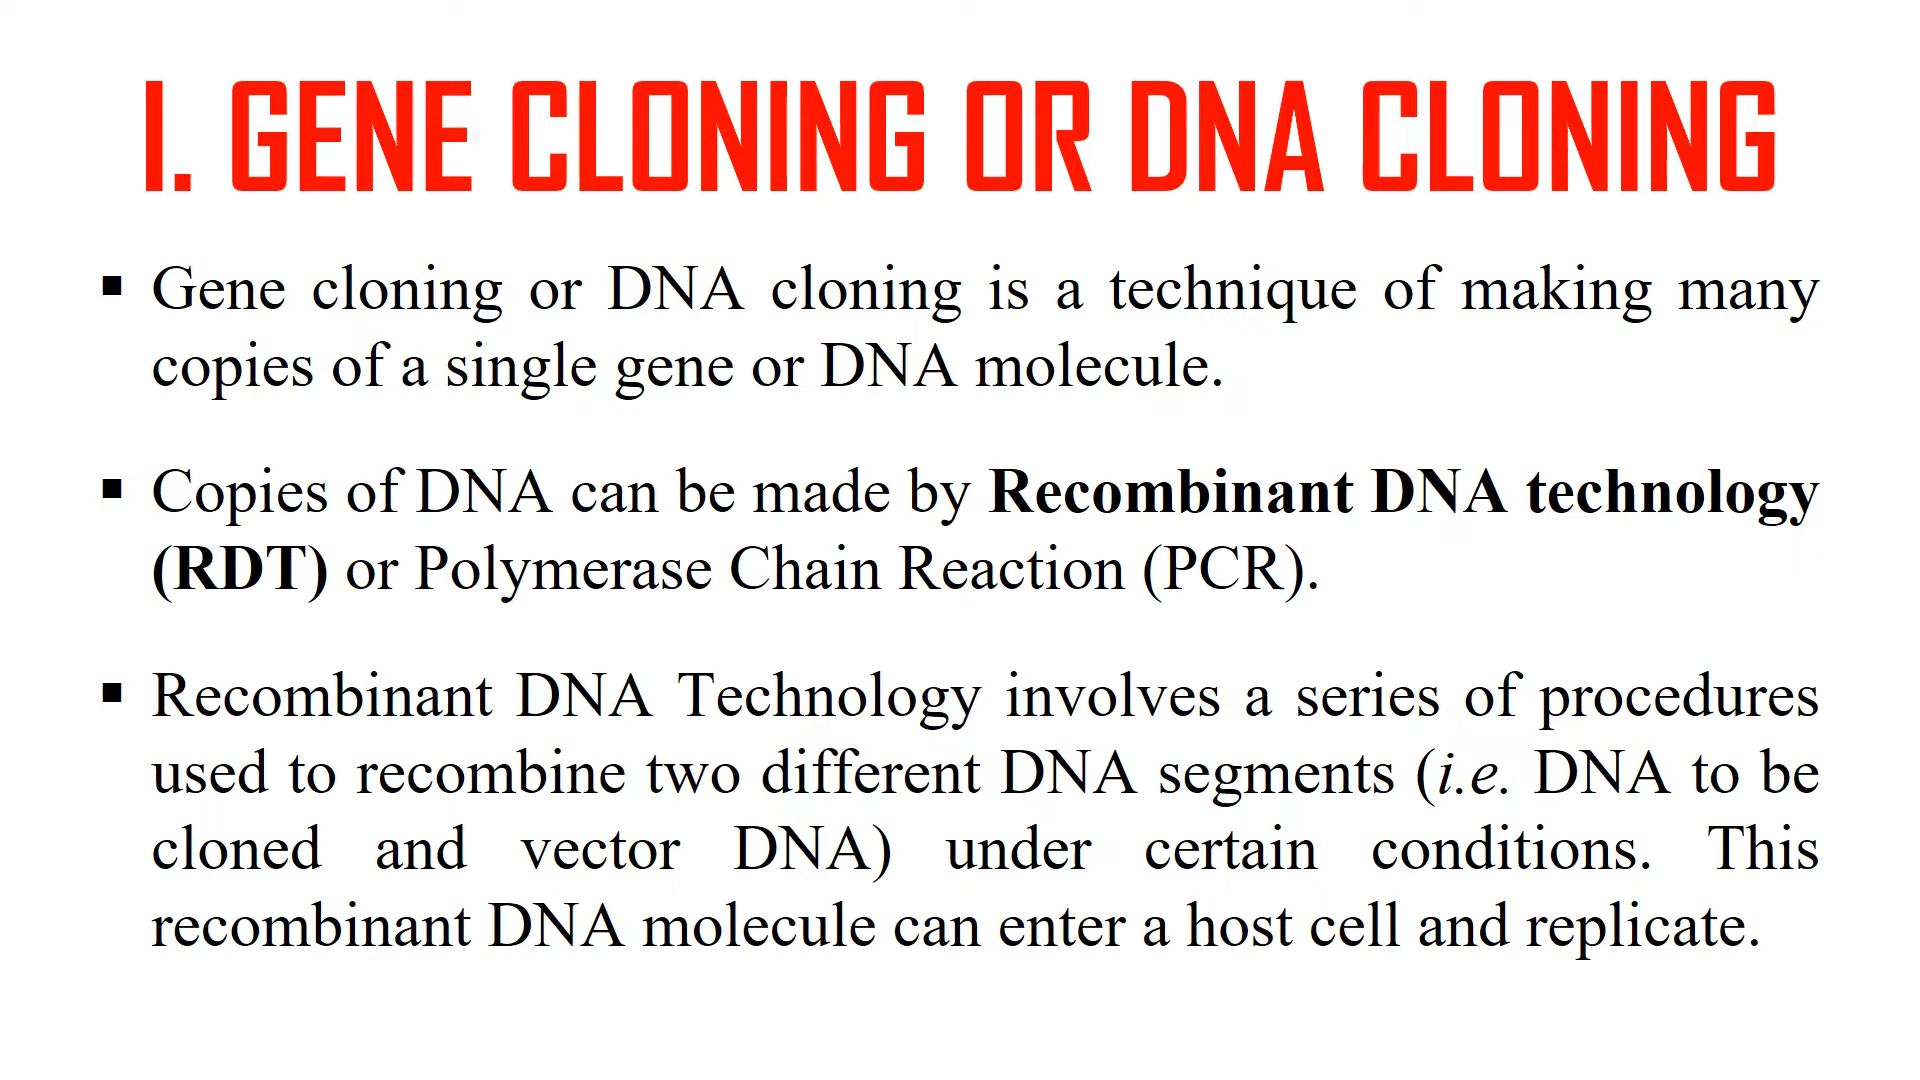 I. GENE CLONING OR DNA CLONING
▪ Gene cloning or DNA cloning is a technique of making many
copies of a single gene or DNA molecule.
▪ Copies of DNA can be made by Recombinant DNA technology
(RDT) or Polymerase Chain Reaction (PCR).
▪ Recombinant DNA Technology involves a series of procedures
used to recombine two different DNA segments (i.e. DNA to be
cloned and vector DNA) under certain conditions. This
recombinant DNA molecule can enter a host cell and replicate.